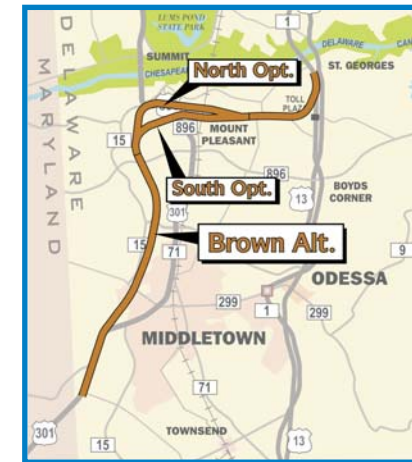 LUMS POND
STATE PARK
1
DELAWARE
MARYLAND
DELAWARE CAN
SUMMIT
ST. GEORGES
CHESAPEAKE
North Opt.
TOLL
PLAZ
15
896
MOUNT
PLEASANT
896
South Opt.
BOYDS
CORNER
301
13
15
71
Brown Alt.
9
ODESSA
299
1
299
MIDDLETOWN
71
301
15
TOWNSEND
13